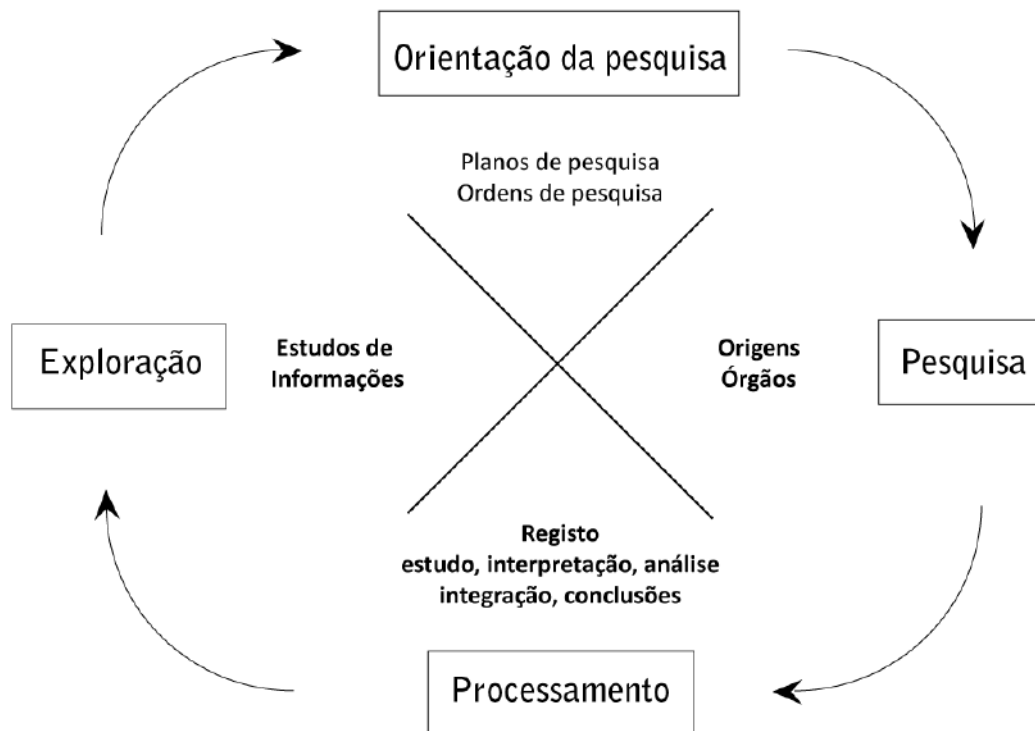 Orientação da pesquisa
Planos de pesquisa
Ordens de pesquisa
Exploração
Estudos de
Informações
Origens
Órgãos
Pesquisa
Registo
estudo, interpretação, análise
integração, conclusões
Processamento